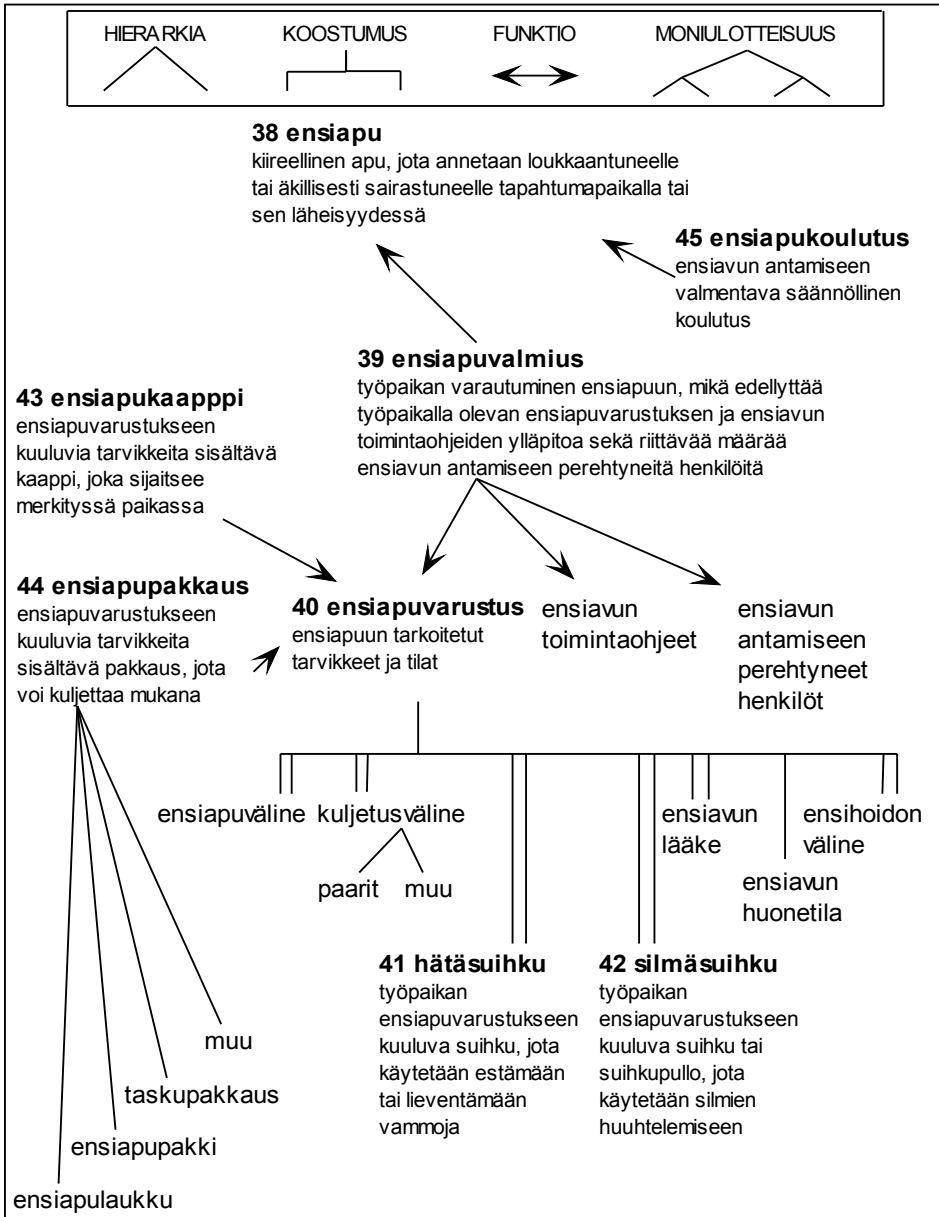 HIERARKIA KOOSTUMUS FUNKTIO MONIULOTTEISUUS
38 ensiapu
kiireellinen apu, jota annetaan loukkaantuneelle
tai äkillisesti sairastuneelle tapahtumapaikalla tai
sen läheisyydessä
45 ensiapukoulutus
ensiavun antamiseen
valmentava säännöllinen
koulutus
39 ensiapuvalmius
työpaikan varautuminen ensiapuun, mikä edellyttää
työpaikalla olevan ensiapuvarustuksen ja ensiavun
toimintaohjeiden ylläpitoa sekä riittävää määrää
ensiavun antamiseen perehtyneitä henkilöitä
43 ensiapukaapppi
ensiapuvarustukseen
kuuluvia tarvikkeita sisältävä
kaappi, joka sijaitsee
merkityssä paikassa
44 ensiapupakkaus
ensiapuvarustukseen
kuuluvia tarvikkeita
sisältävä pakkaus, jota
voi kuljettaa mukana
40 ensiapuvarustus
ensiapuun tarkoitetut
tarvikkeet ja tilat
ensiavun
toimintaohjeet
ensiavun
antamiseen
perehtyneet
henkilöt
ensiapuväline
kuljetusväline
paarit muu
ensiavun
lääke
ensiavun
huonetila
ensihoidon
väline
41 hätäsuihku
työpaikan
ensiapuvarustukseen
kuuluva suihku, jota
käytetään estämään
tai lieventämään
vammoja
42 silmäsuihku
työpaikan
ensiapuvarustukseen
kuuluva suihku tai
suihkupullo, jota
käytetään silmien
huuhtelemiseen
muu
taskupakkaus
ensiapupakki
ensiapulaukku